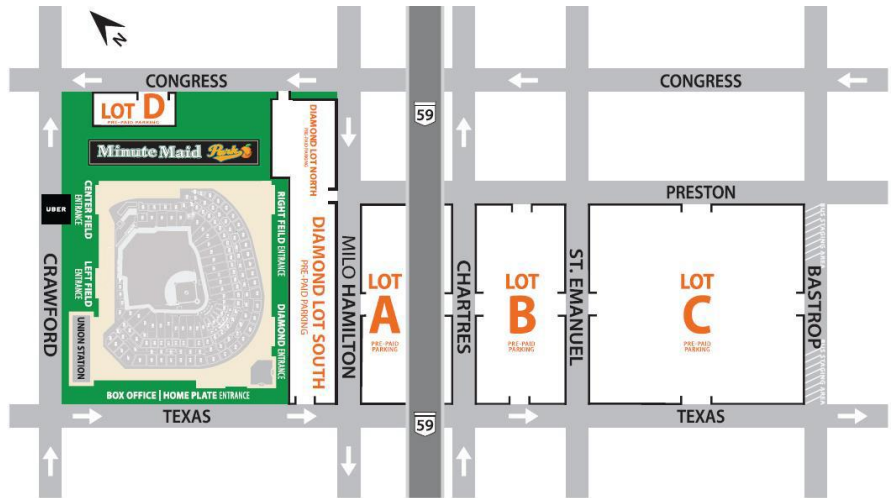 N
CONGRESS
CONGRESS
LOT D
PRE-PAID PARKING
59
Minute Maid Park
DIAMOND LOT NORTH
PRE-PAID PARKING
UBER
CENTER FIELD
ENTRANCE
RIGHT FEILD ENTRANCE
PRESTON
DIAMOND LOT SOUTH
PRE-PAID PARKING
MILO HAMILTON
CRAWFORD
LEFT FIELD
ENTRANCE
UNION STATION
DIAMOND ENTRANCE
LOT
A
PRE-PAID
PARKING
CHARTRES
LOT
B
PRE-PAID
PARKING
ST. EMANUEL
LOT
C
PRE-PAID
PARKING
BASTROP
BOX OFFICE | HOME PLATE ENTRANCE
TEXAS
59
TEXAS